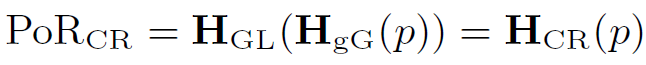 PoR_CR = H_GL(H_gG(p)) = H_CR(p)